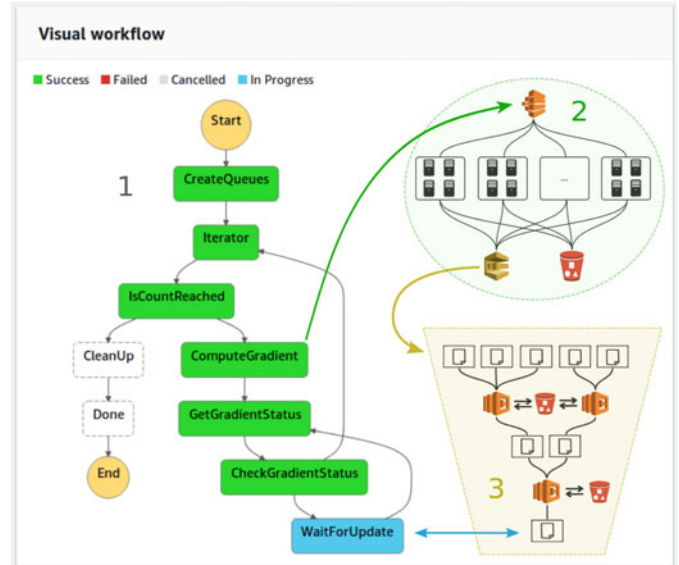 Visual workflow
Success Failed Cancelled In Progress
Start
1
2
CreateQueues
...
Iterator
IsCountReached
CleanUp
ComputeGradient
Done
GetGradientStatus
End
CheckGradientStatus
3
WaitForUpdate